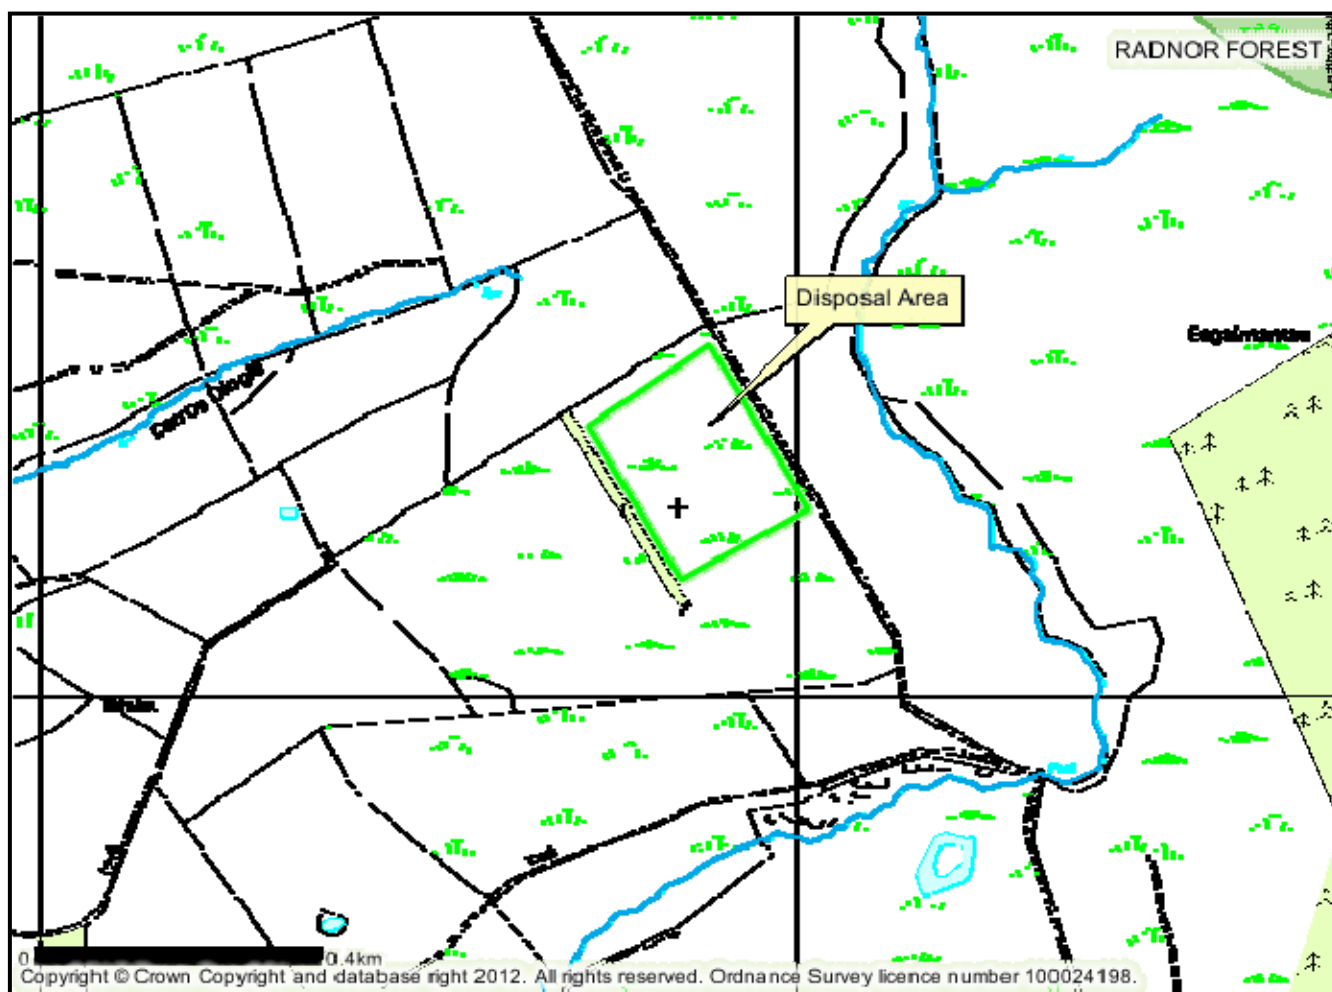 RADNOR FOREST
Disposal Area
0
0.4km
Copyright © Crown Copyright and database right 2012. All rights reserved. Ordnance Survey licence number 100024198.